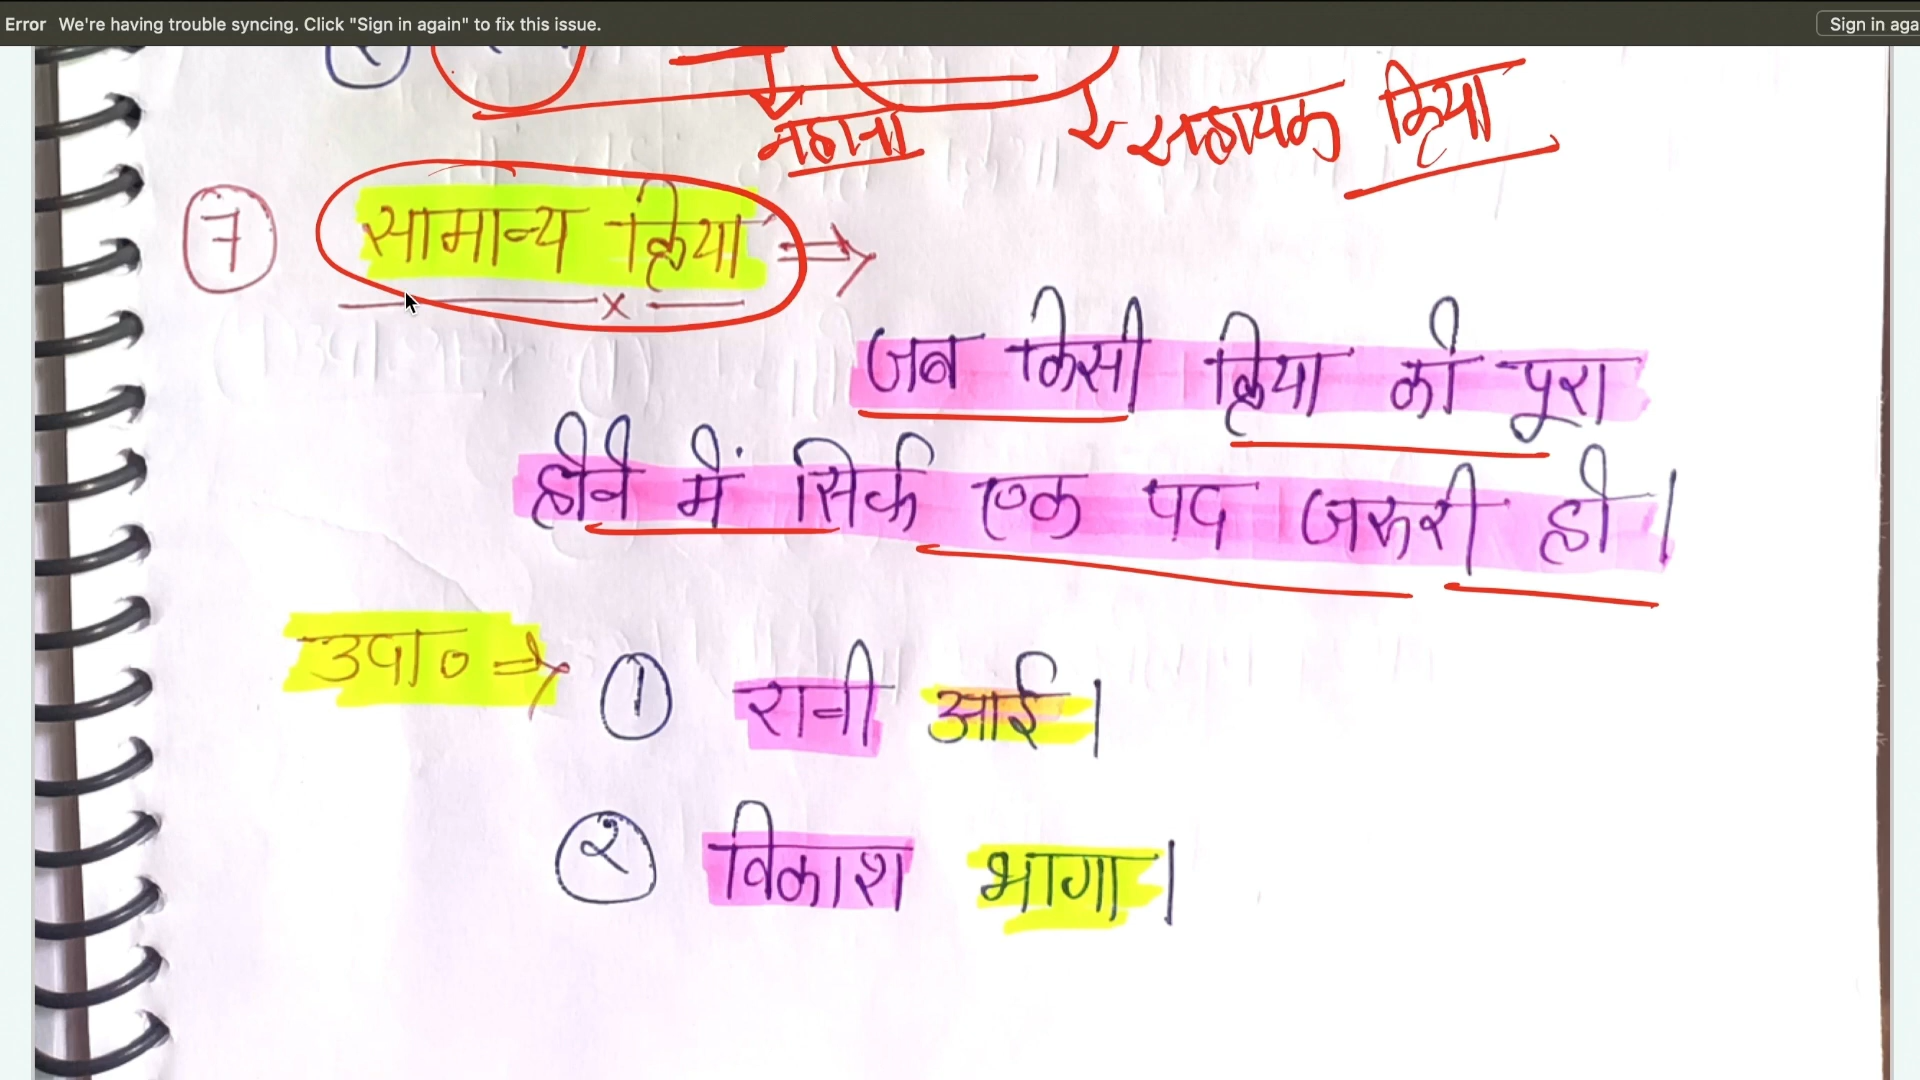 Error We're having trouble syncing. Click "Sign in again" to fix this issue.
Sign in aga
नहाना
सहायक क्रिया
7 सामान्य क्रिया ⇒
जब किसी क्रिया को पूरा
होने में सिर्फ एक पद जरूरी हो।
उदा० ⇒ 1 रानी आई।
२ विकाश भागा।